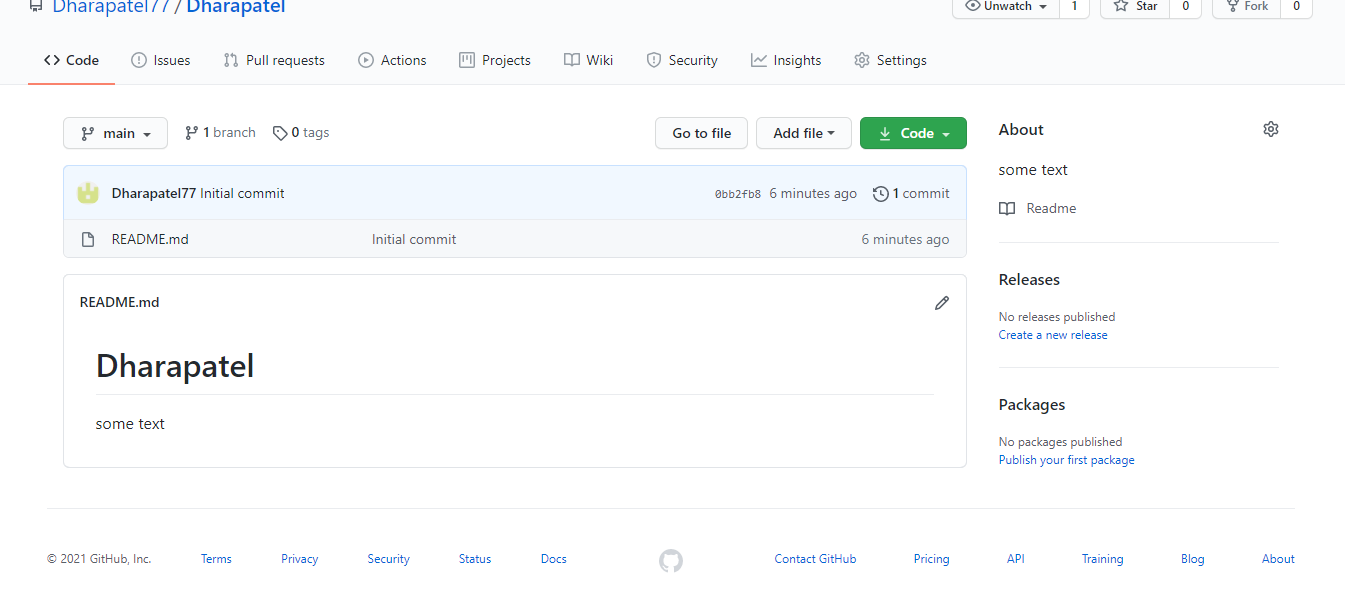 Dharapatel77 / Dharapatel
Unwatch 1 Star 0 Fork 0
Code Issues Pull requests Actions Projects Wiki Security Insights Settings
main 1 branch 0 tags Go to file Add file Code
Dharapatel77 Initial commit 0bb2fb8 6 minutes ago 1 commit
README.md Initial commit 6 minutes ago
README.md
Dharapatel
some text
About
some text
Readme
Releases
No releases published
Create a new release
Packages
No packages published
Publish your first package
© 2021 GitHub, Inc. Terms Privacy Security Status Docs Contact GitHub Pricing API Training Blog About